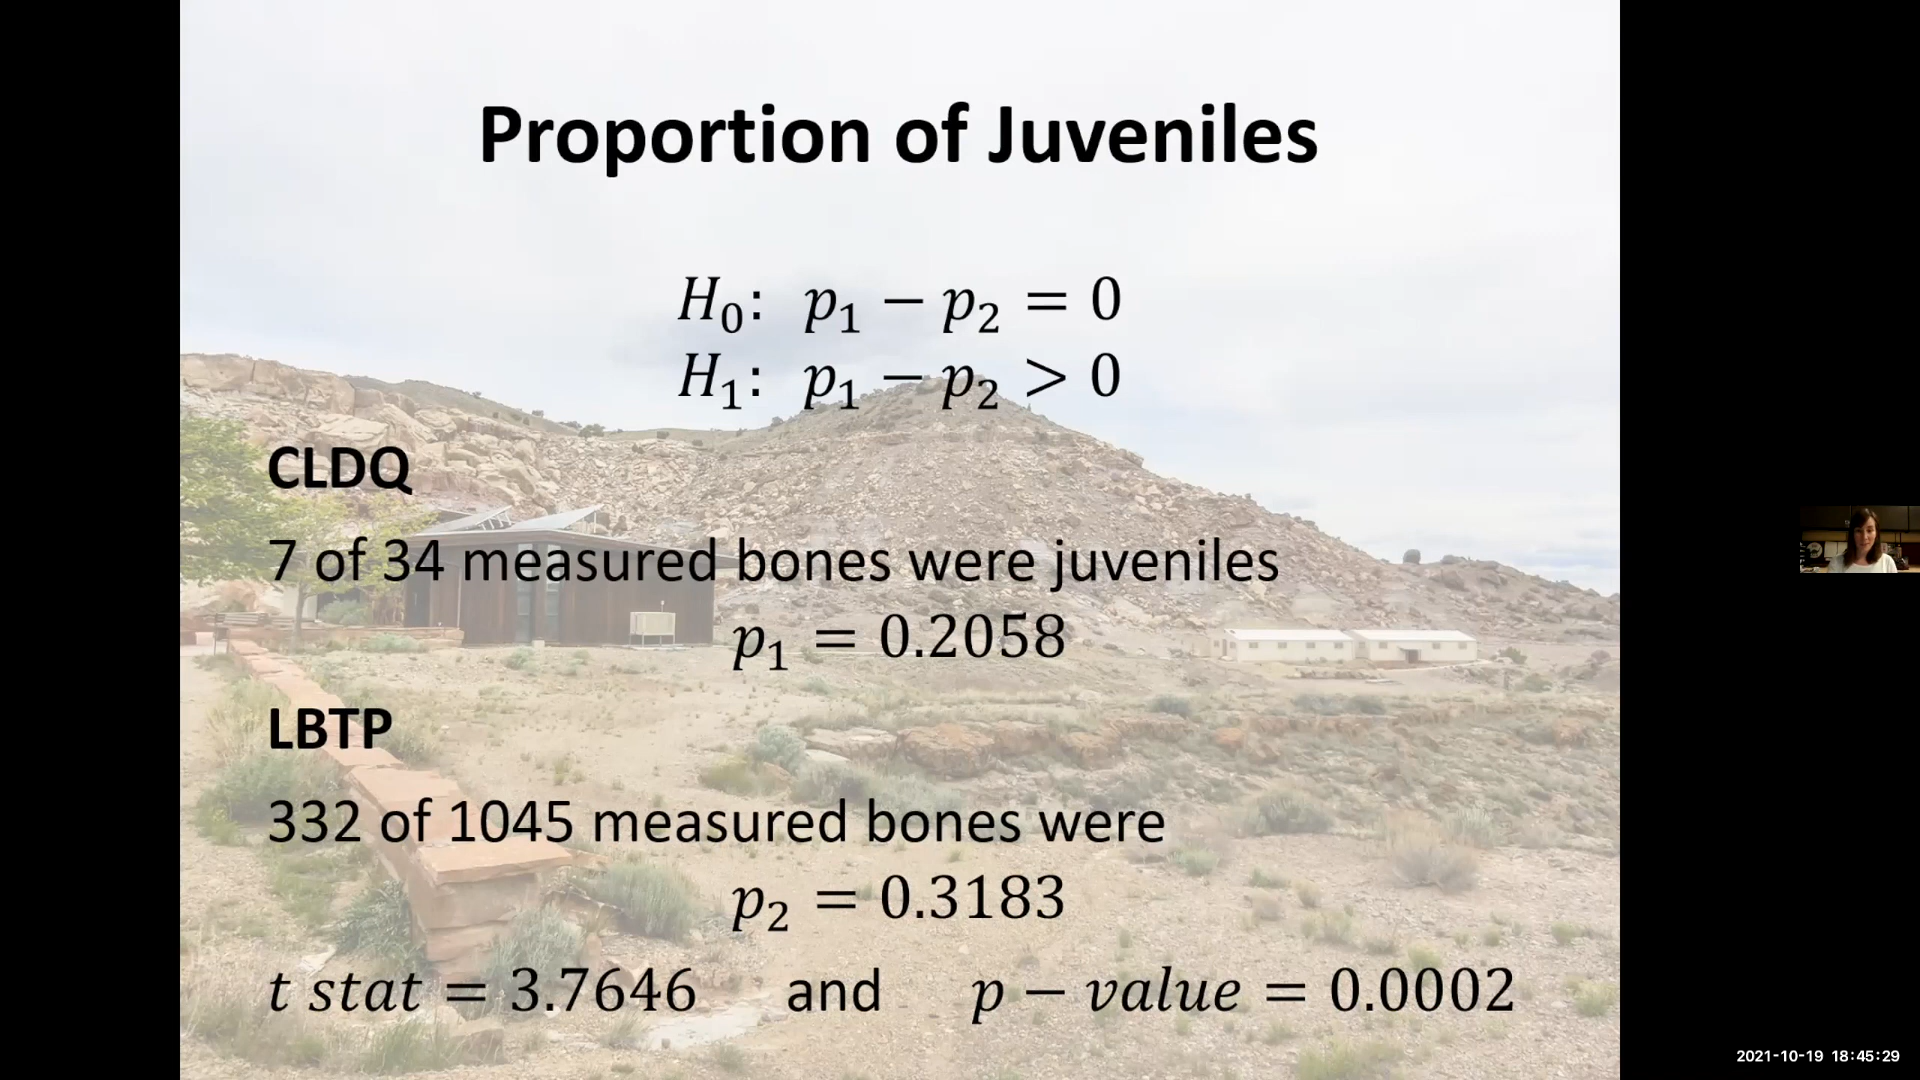 Proportion of Juveniles
H₀: p₁ − p₂ = 0
H₁: p₁ − p₂ > 0
CLDQ
7 of 34 measured bones were juveniles
p₁ = 0.2058
LBTP
332 of 1045 measured bones were
p₂ = 0.3183
t stat = 3.7646 and p − value = 0.0002
2021-10-19 18:45:29